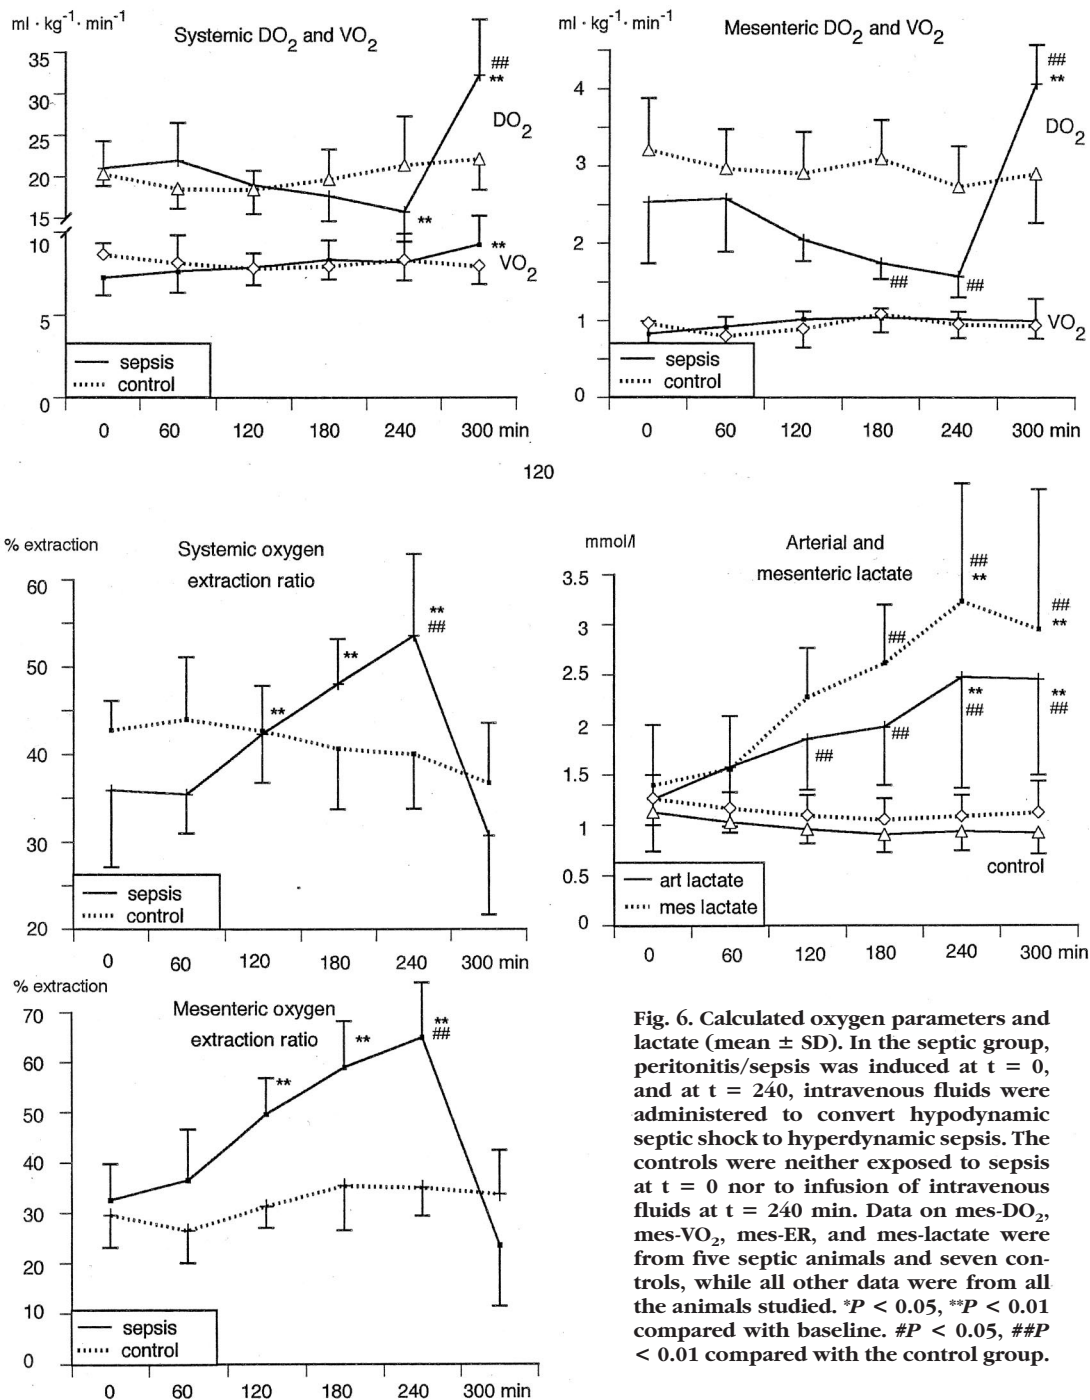 ml · kg⁻¹ · min⁻¹
Systemic DO₂ and VO₂
35
30
25
20
15
10
5
0
##
**
DO₂
**
**
VO₂
sepsis
control
0 60 120 180 240 300 min
ml · kg⁻¹ · min⁻¹
Mesenteric DO₂ and VO₂
4
3
2
1
0
##
**
DO₂
##
##
VO₂
sepsis
control
0 60 120 180 240 300 min
120
% extraction
Systemic oxygen
extraction ratio
60
50
40
30
20
**
**
**
##
sepsis
control
0 60 120 180 240 300 min
mmol/l
Arterial and
mesenteric lactate
3.5
3
2.5
2
1.5
1
0.5
0
##
**
##
**
##
**
##
**
##
##
##
control
art lactate
mes lactate
0 60 120 180 240 300 min
% extraction
Mesenteric oxygen
extraction ratio
70
60
50
40
30
20
10
0
**
**
**
##
sepsis
control
0 60 120 180 240 300 min
Fig. 6. Calculated oxygen parameters and
lactate (mean ± SD). In the septic group,
peritonitis/sepsis was induced at t = 0,
and at t = 240, intravenous fluids were
administered to convert hypodynamic
septic shock to hyperdynamic sepsis. The
controls were neither exposed to sepsis
at t = 0 nor to infusion of intravenous
fluids at t = 240 min. Data on mes-DO₂,
mes-VO₂, mes-ER, and mes-lactate were
from five septic animals and seven con-
trols, while all other data were from all
the animals studied. *P < 0.05, **P < 0.01
compared with baseline. #P < 0.05, ##P
< 0.01 compared with the control group.